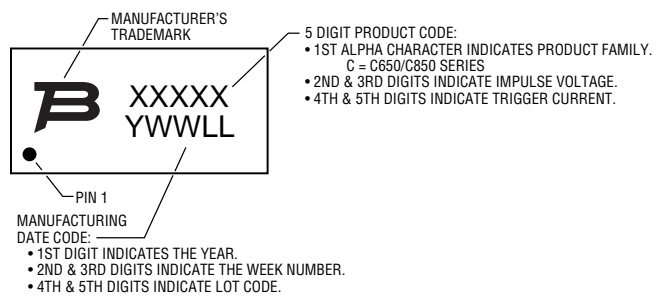 MANUFACTURER'S
TRADEMARK
5 DIGIT PRODUCT CODE:
• 1ST ALPHA CHARACTER INDICATES PRODUCT FAMILY.
C = C650/C850 SERIES
• 2ND & 3RD DIGITS INDICATE IMPULSE VOLTAGE.
• 4TH & 5TH DIGITS INDICATE TRIGGER CURRENT.
XXXXX
YWWLL
PIN 1
MANUFACTURING
DATE CODE:
• 1ST DIGIT INDICATES THE YEAR.
• 2ND & 3RD DIGITS INDICATE THE WEEK NUMBER.
• 4TH & 5TH DIGITS INDICATE LOT CODE.